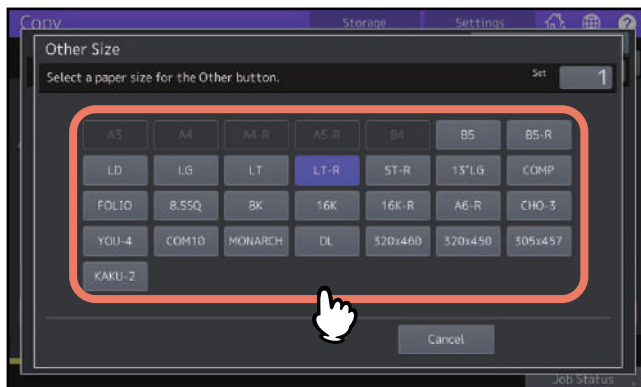 Copy Storage Settings
Other Size
Select a paper size for the Other button. Set 1
A3 A4 A4-R A5-R B4 B5 B5-R
LD LG LT LT-R ST-R 13"LG COMP
FOLIO 8.5SQ 8K 16K 16K-R A6-R CHO-3
YOU-4 COM10 MONARCH DL 320x460 320x450 305x457
KAKU-2
Cancel
Job Status